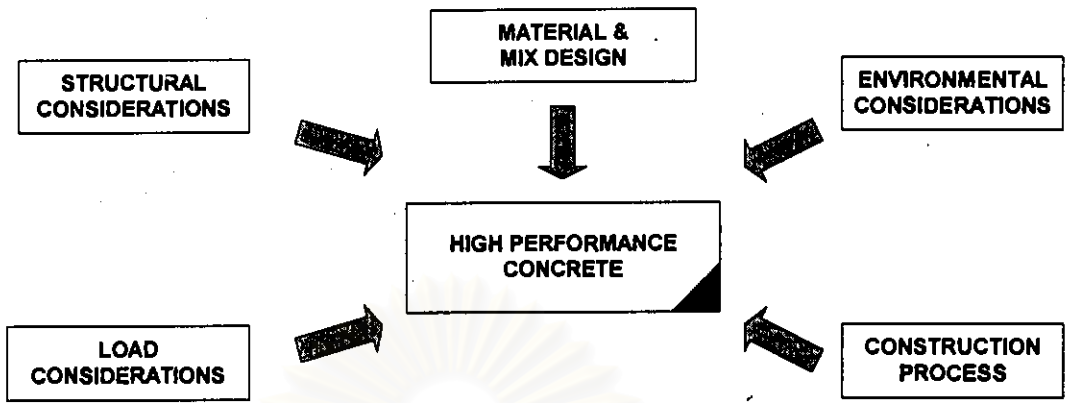 MATERIAL &
MIX DESIGN
STRUCTURAL
CONSIDERATIONS
ENVIRONMENTAL
CONSIDERATIONS
HIGH PERFORMANCE
CONCRETE
LOAD
CONSIDERATIONS
CONSTRUCTION
PROCESS